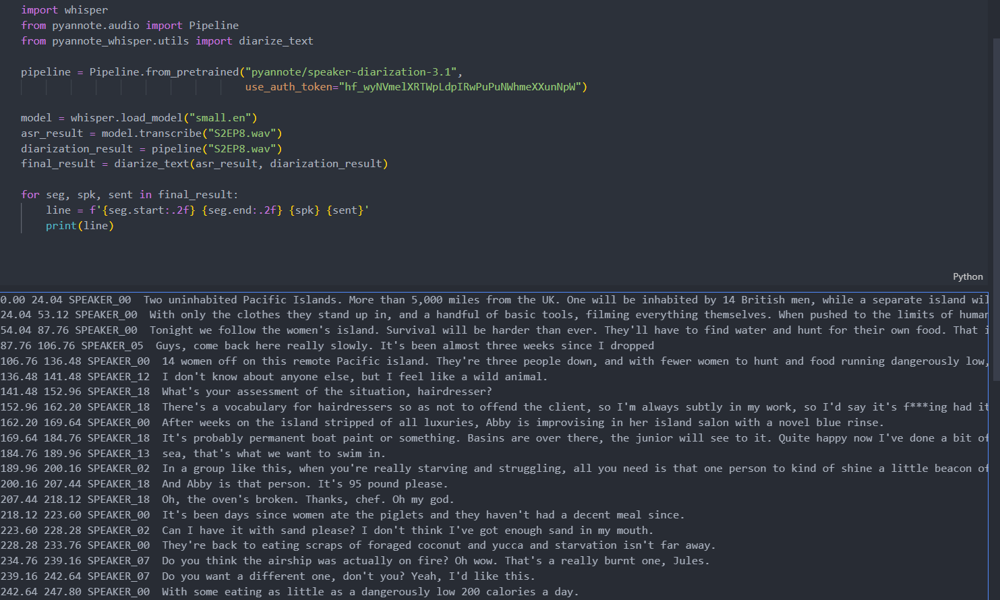 import whisper
from pyannote.audio import Pipeline
from pyannote_whisper.utils import diarize_text
pipeline = Pipeline.from_pretrained("pyannote/speaker-diarization-3.1",
use_auth_token="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")
model = whisper.load_model("small.en")
asr_result = model.transcribe("S2EP8.wav")
diarization_result = pipeline("S2EP8.wav")
final_result = diarize_text(asr_result, diarization_result)
for seg, spk, sent in final_result:
line = f'{seg.start:.2f} {seg.end:.2f} {spk} {sent}'
print(line)
Python
0.00 24.04 SPEAKER_00 Two uninhabited Pacific Islands. More than 5,000 miles from the UK. One will be inhabited by 14 British men, while a separate island wil
24.04 53.12 SPEAKER_00 With only the clothes they stand up in, and a handful of basic tools, filming everything themselves. When pushed to the limits of human
54.04 87.76 SPEAKER_00 Tonight we follow the women's island. Survival will be harder than ever. They'll have to find water and hunt for their own food. That i
87.76 106.76 SPEAKER_05 Guys, come back here really slowly. It's been almost three weeks since I dropped
106.76 136.48 SPEAKER_00 14 women off on this remote Pacific island. They're three people down, and with fewer women to hunt and food running dangerously low,
136.48 141.48 SPEAKER_12 I don't know about anyone else, but I feel like a wild animal.
141.48 152.96 SPEAKER_18 What's your assessment of the situation, hairdresser?
152.96 162.20 SPEAKER_18 There's a vocabulary for hairdressers so as not to offend the client, so I'm always subtly in my work, so I'd say it's f***ing had it
162.20 169.64 SPEAKER_00 After weeks on the island stripped of all luxuries, Abby is improvising in her island salon with a novel blue rinse.
169.64 184.76 SPEAKER_18 It's probably permanent boat paint or something. Basins are over there, the junior will see to it. Quite happy now I've done a bit of
184.76 189.96 SPEAKER_13 sea, that's what we want to swim in.
189.96 200.16 SPEAKER_02 In a group like this, when you're really starving and struggling, all you need is that one person to kind of shine a little beacon of
200.16 207.44 SPEAKER_18 And Abby is that person. It's 95 pound please.
207.44 218.12 SPEAKER_18 Oh, the oven's broken. Thanks, chef. Oh my god.
218.12 223.60 SPEAKER_00 It's been days since women ate the piglets and they haven't had a decent meal since.
223.60 228.28 SPEAKER_02 Can I have it with sand please? I don't think I've got enough sand in my mouth.
228.28 233.76 SPEAKER_00 They're back to eating scraps of foraged coconut and yucca and starvation isn't far away.
234.76 239.16 SPEAKER_07 Do you think the airship was actually on fire? Oh wow. That's a really burnt one, Jules.
239.16 242.64 SPEAKER_07 Do you want a different one, don't you? Yeah, I'd like this.
242.64 247.80 SPEAKER_00 With some eating as little as a dangerously low 200 calories a day.